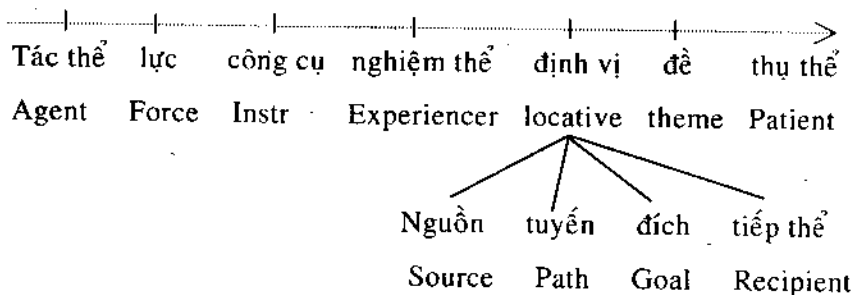 Tác thể lực công cụ nghiệm thể định vị đề thụ thể
Agent Force Instr Experiencer locative theme Patient
Nguồn tuyến đích tiếp thể
Source Path Goal Recipient